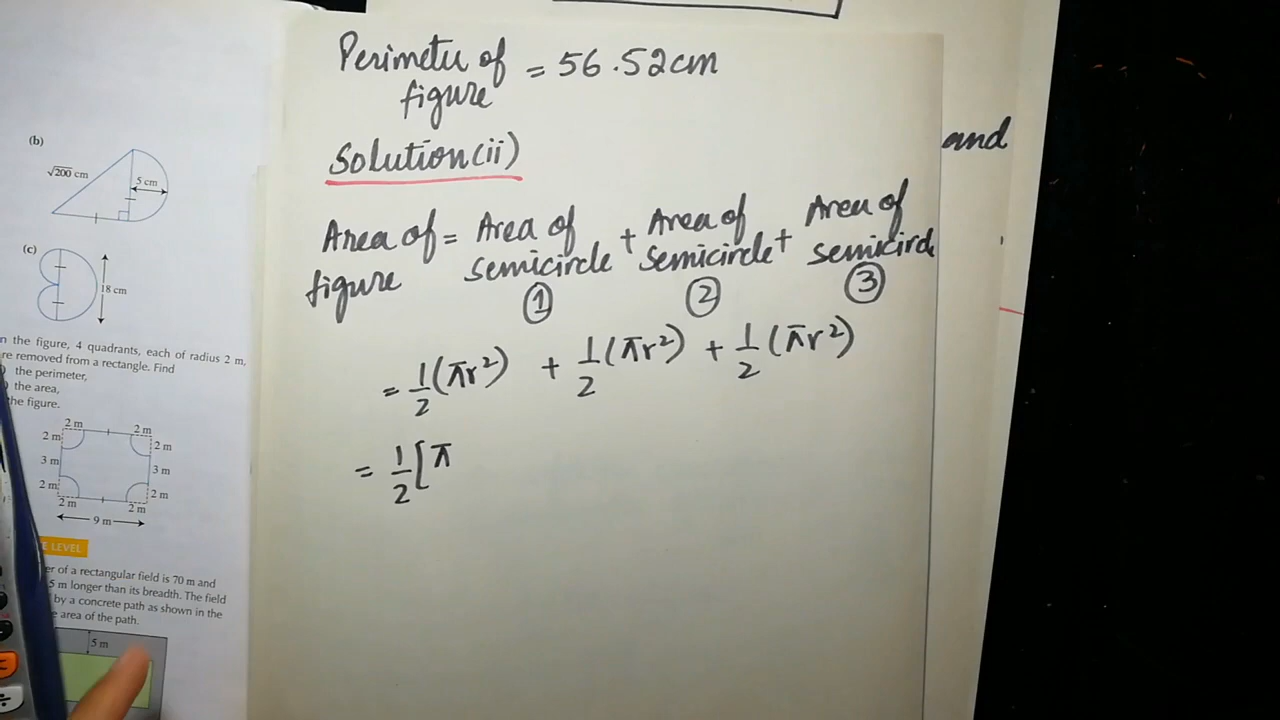 Perimeter of figure = 56.52cm
Solution(ii)
and
Area of figure = Area of semicircle ① + Area of semicircle ② + Area of semicircle ③
= 1/2(πr²) + 1/2(πr²) + 1/2(πr²)
= 1/2[π
(b)
√200 cm
5 cm
(c)
18 cm
n the figure, 4 quadrants, each of radius 2 m,
re removed from a rectangle. Find
the perimeter,
the area,
the figure.
2 m 2 m
2 m 2 m
3 m 3 m
2 m 2 m
2 m 2 m
9 m
E LEVEL
er of a rectangular field is 70 m and
5 m longer than its breadth. The field
by a concrete path as shown in the
area of the path.
5 m